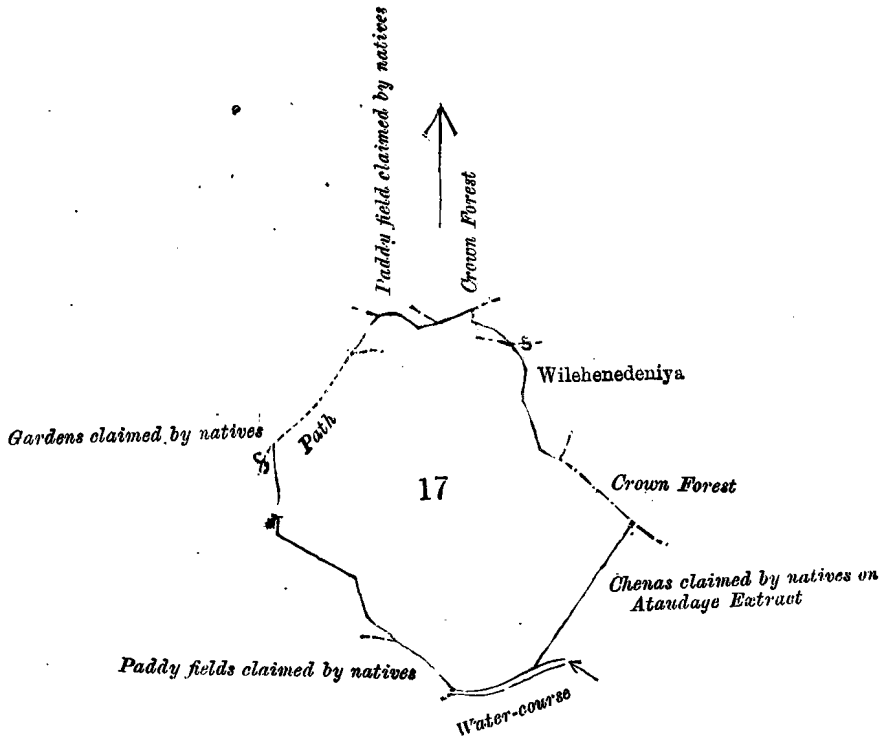 Paddy field claimed by natives
Crown Forest
Wilehenedeniya
Gardens claimed by natives
Path
17
Crown Forest
Chenas claimed by natives on
Ataudage Extract
Paddy fields claimed by natives
Water-course